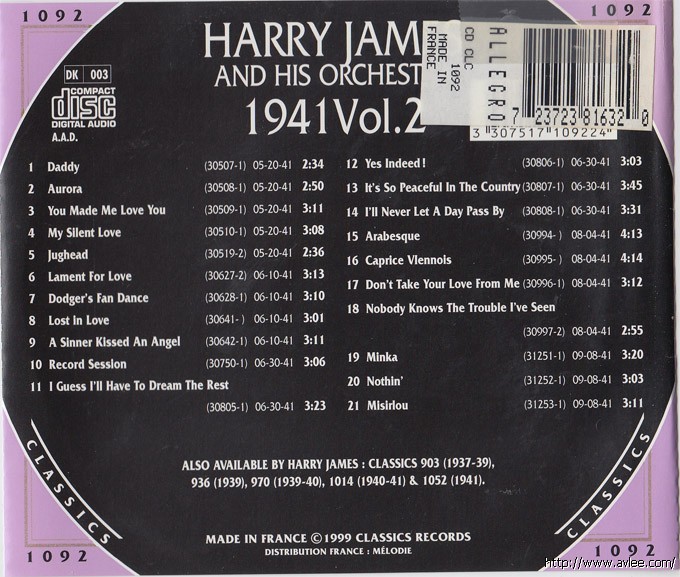 1092
1092
HARRY JAM
AND HIS ORCHEST
1941 Vol.2
DK 003
COMPACT
disc
DIGITAL AUDIO
A.A.D.
MADE IN
FRANCE
1092
CD CLC
ALLEGRO
7 23723 81632 0
3 307517 109224
1 Daddy (30507-1) 05-20-41 2:34
2 Aurora (30508-1) 05-20-41 2:50
3 You Made Me Love You (30509-1) 05-20-41 3:11
4 My Silent Love (30510-1) 05-20-41 3:08
5 Jughead (30519-2) 05-20-41 2:36
6 Lament For Love (30627-2) 06-10-41 3:13
7 Dodger's Fan Dance (30628-1) 06-10-41 3:10
8 Lost In Love (30641- ) 06-10-41 3:01
9 A Sinner Kissed An Angel (30642-1) 06-10-41 3:11
10 Record Session (30750-1) 06-30-41 3:06
11 I Guess I'll Have To Dream The Rest
(30805-1) 06-30-41 3:23
12 Yes Indeed! (30806-1) 06-30-41 3:03
13 It's So Peaceful In The Country (30807-1) 06-30-41 3:45
14 I'll Never Let A Day Pass By (30808-1) 06-30-41 3:31
15 Arabesque (30994- ) 08-04-41 4:13
16 Caprice VIennois (30995- ) 08-04-41 4:14
17 Don't Take Your Love From Me (30996-1) 08-04-41 3:12
18 Nobody Knows The Trouble I've Seen
(30997-2) 08-04-41 2:55
19 Minka (31251-1) 09-08-41 3:20
20 Nothin' (31252-1) 09-08-41 3:03
21 Misirlou (31253-1) 09-08-41 3:11
ALSO AVAILABLE BY HARRY JAMES : CLASSICS 903 (1937-39),
936 (1939), 970 (1939-40), 1014 (1940-41) & 1052 (1941).
MADE IN FRANCE ©1999 CLASSICS RECORDS
DISTRIBUTION FRANCE : MÉLODIE
CLASSICS
CLASSICS
1092
1092
http://www.avlee.com/